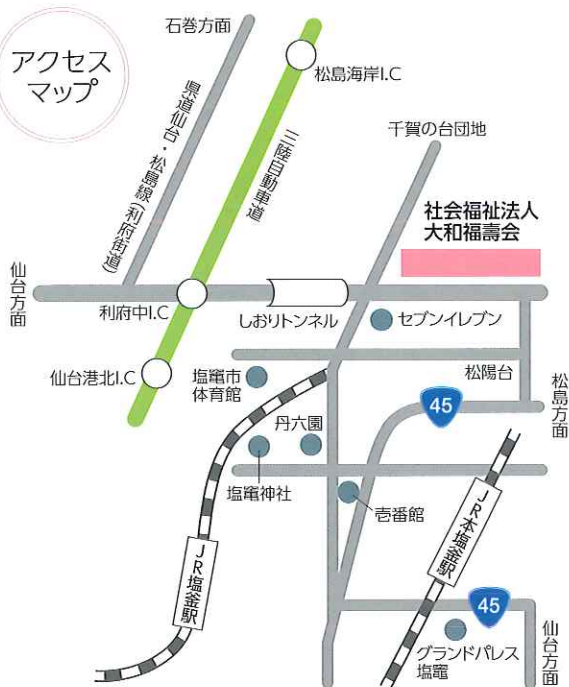 アクセス
マップ
石巻方面
松島海岸I.C
県道仙台・松島線(利府街道)
三陸自動車道
千賀の台団地
社会福祉法人
大和福壽会
仙台方面
利府中I.C
しおりトンネル
セブンイレブン
仙台港北I.C
塩竈市
体育館
松陽台
松島方面
45
丹六園
塩竈神社
壱番館
JR本塩釜駅
JR塩釜駅
45
グランドパレス
塩竈
仙台方面